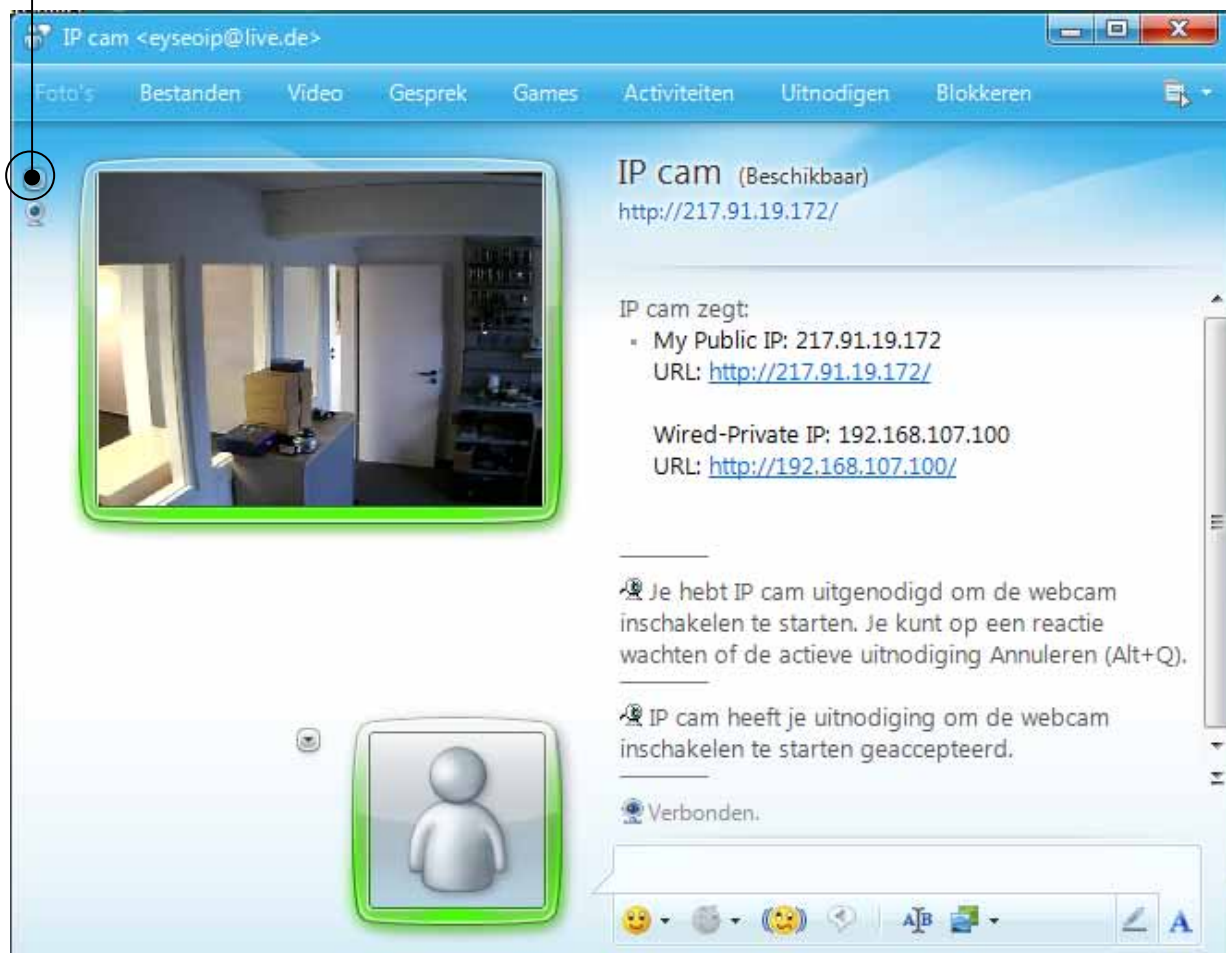 IP cam <eyseoip@live.de>
Foto's Bestanden Video Gesprek Games Activiteiten Uitnodigen Blokkeren
IP cam (Beschikbaar)
http://217.91.19.172/
IP cam zegt:
My Public IP: 217.91.19.172
URL: http://217.91.19.172/
Wired-Private IP: 192.168.107.100
URL: http://192.168.107.100/
Je hebt IP cam uitgenodigd om de webcam
inschakelen te starten. Je kunt op een reactie
wachten of de actieve uitnodiging Annuleren (Alt+Q).
IP cam heeft je uitnodiging om de webcam
inschakelen te starten geaccepteerd.
Verbonden.